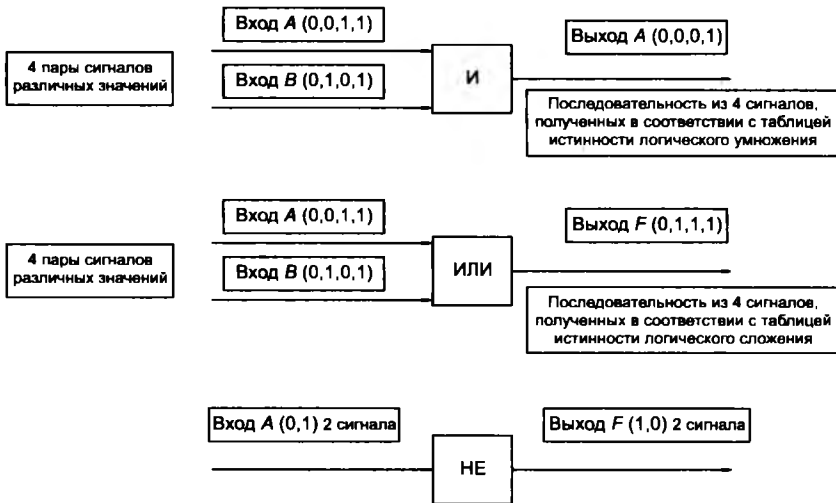 Вход A (0,0,1,1)
4 пары сигналов
различных значений
Вход B (0,1,0,1)
И
Выход A (0,0,0,1)
Последовательность из 4 сигналов,
полученных в соответствии с таблицей
истинности логического умножения
Вход A (0,0,1,1)
4 пары сигналов
различных значений
Вход B (0,1,0,1)
ИЛИ
Выход F (0,1,1,1)
Последовательность из 4 сигналов,
полученных в соответствии с таблицей
истинности логического сложения
Вход A (0,1) 2 сигнала
НЕ
Выход F (1,0) 2 сигнала